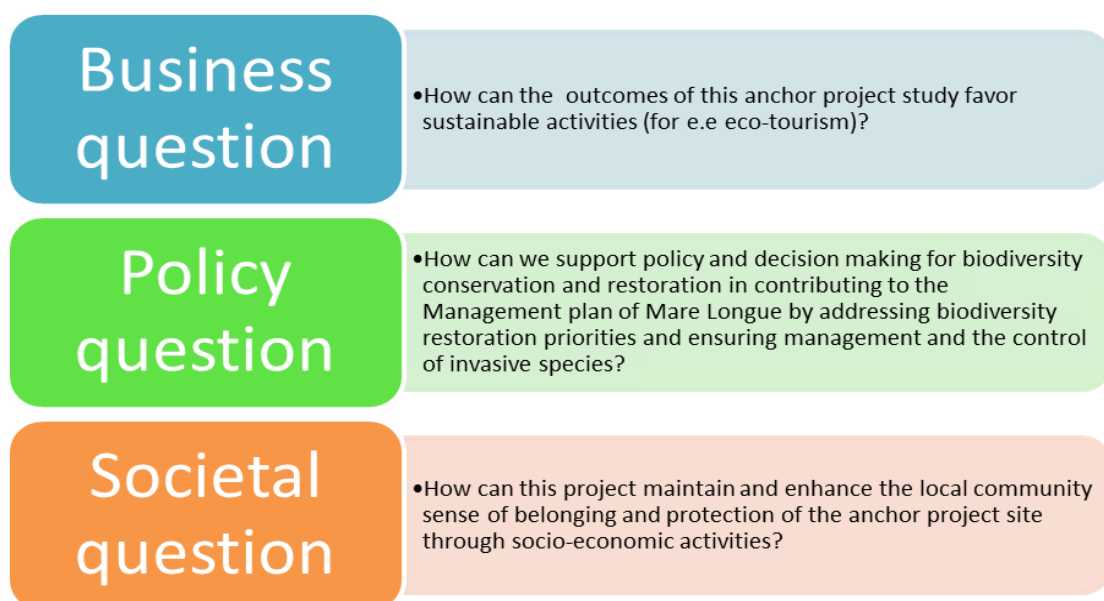 Business
question
•How can the outcomes of this anchor project study favor
sustainable activities (for e.e eco-tourism)?
Policy
question
•How can we support policy and decision making for biodiversity
conservation and restoration in contributing to the
Management plan of Mare Longue by addressing biodiversity
restoration priorities and ensuring management and the control
of invasive species?
Societal
question
•How can this project maintain and enhance the local community
sense of belonging and protection of the anchor project site
through socio-economic activities?